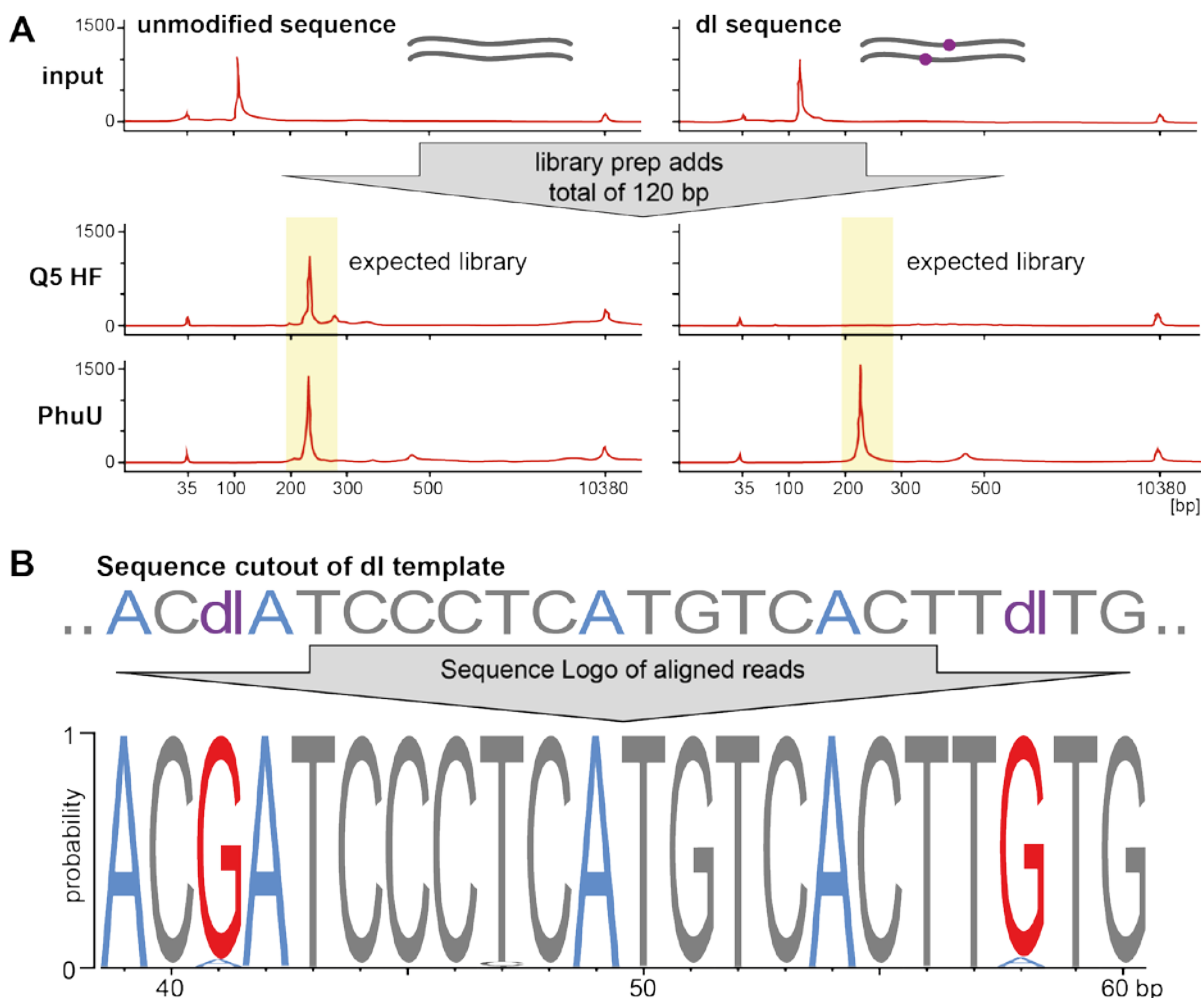 A
unmodified sequence
dI sequence
input
1500
0
library prep adds
total of 120 bp
Q5 HF
1500
0
expected library
expected library
PhuU
1500
0
35 100 200 300 500 10380
35 100 200 300 500 10380
[bp]
B
Sequence cutout of dI template
..ACdIATCCCTCATGTCACTTdITG..
Sequence Logo of aligned reads
1
probability
0
ACGATCCCTCATGTCACTTGTG
40 50 60 bp